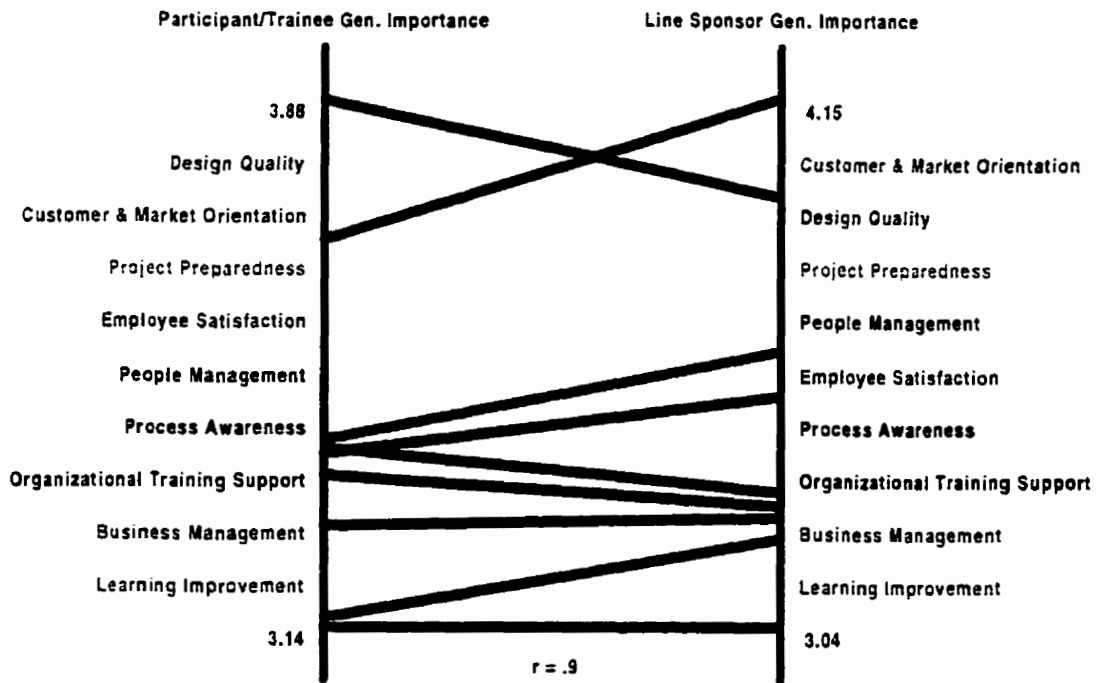 Participant/Trainee Gen. Importance
Line Sponsor Gen. Importance
3.88
Design Quality
Customer & Market Orientation
Project Preparedness
Employee Satisfaction
People Management
Process Awareness
Organizational Training Support
Business Management
Learning Improvement
3.14
4.15
Customer & Market Orientation
Design Quality
Project Preparedness
People Management
Employee Satisfaction
Process Awareness
Organizational Training Support
Business Management
Learning Improvement
3.04
r = .9